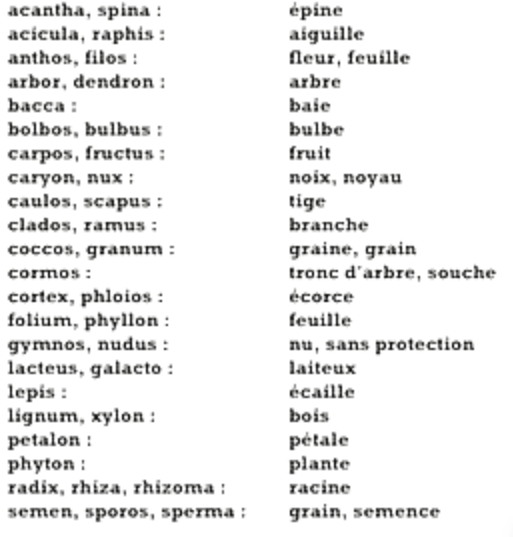 acantha, spina : épine
acicula, raphis : aiguille
anthos, filos : fleur, feuille
arbor, dendron : arbre
bacca : baie
bolbos, bulbus : bulbe
carpos, fructus : fruit
caryon, nux : noix, noyau
caulos, scapus : tige
clados, ramus : branche
coccos, granum : graine, grain
cormos : tronc d'arbre, souche
cortex, phloios : écorce
folium, phyllon : feuille
gymnos, nudus : nu, sans protection
lacteus, galacto : laiteux
lepis : écaille
lignum, xylon : bois
petalon : pétale
phyton : plante
radix, rhiza, rhizoma : racine
semen, sporos, sperma : grain, semence